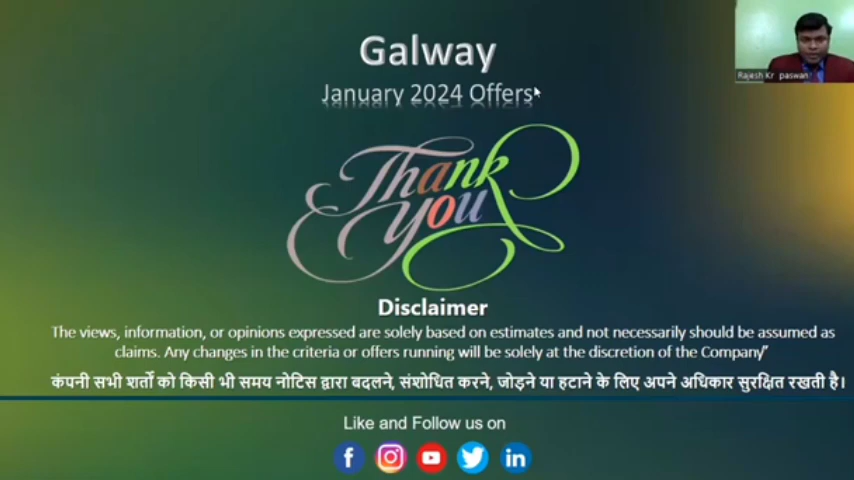 Galway
January 2024 Offers
Rajesh Kr paswan
Thank
you
Disclaimer
The views, information, or opinions expressed are solely based on estimates and not necessarily should be assumed as
claims. Any changes in the criteria or offers running will be solely at the discretion of the Company”
कंपनी सभी शर्तों को किसी भी समय नोटिस द्वारा बदलने, संशोधित करने, जोड़ने या हटाने के लिए अपने अधिकार सुरक्षित रखती है।
Like and Follow us on